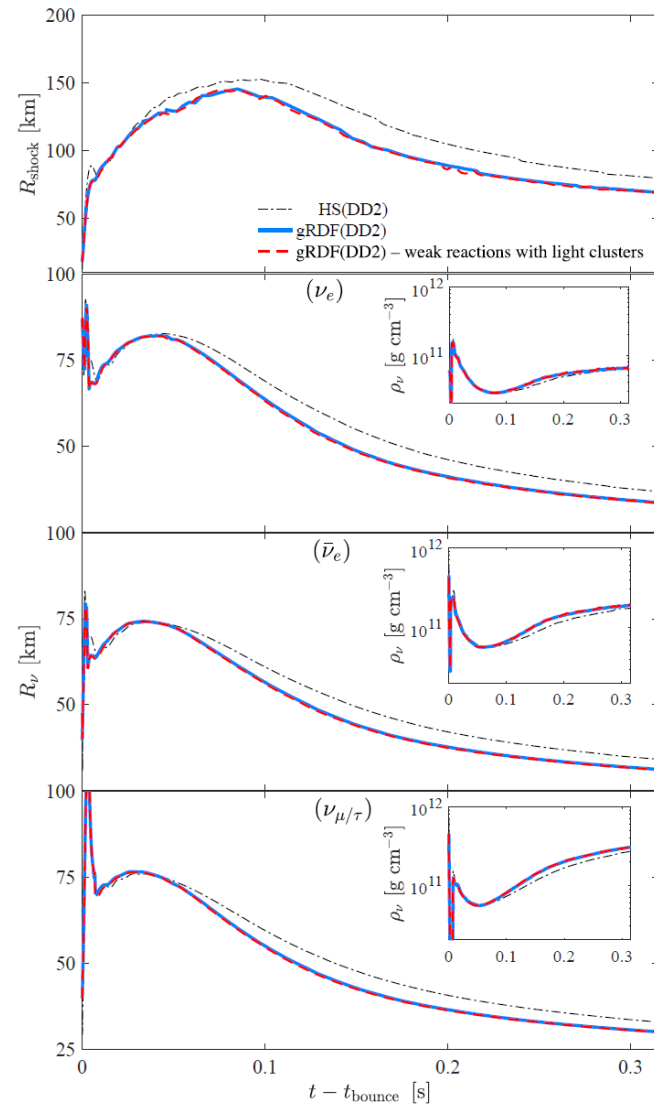 200
150
100
50
R_shock [km]
HS(DD2)
gRDF(DD2)
gRDF(DD2) – weak reactions with light clusters
100
75
50
(ν_e)
10^12
10^11
ρ_ν [g cm^−3]
0 0.1 0.2 0.3
100
75
50
R_ν [km]
(ν̄_e)
10^12
10^11
ρ_ν [g cm^−3]
0 0.1 0.2 0.3
100
75
50
25
(ν_μ/τ)
10^12
10^11
ρ_ν [g cm^−3]
0 0.1 0.2 0.3
0 0.1 0.2 0.3
t − t_bounce [s]